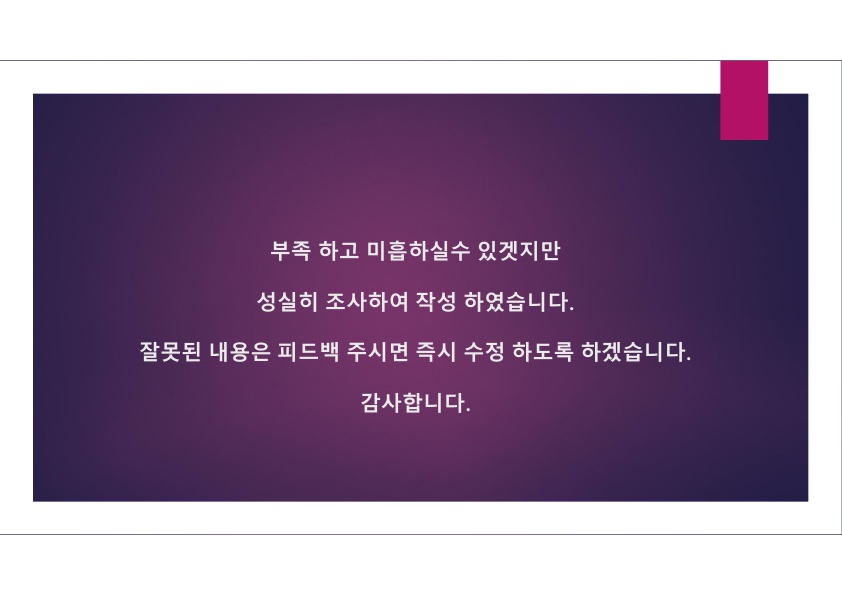 부족 하고 미흡하실수 있겟지만
성실히 조사하여 작성 하였습니다.
잘못된 내용은 피드백 주시면 즉시 수정 하도록 하겠습니다.
감사합니다.